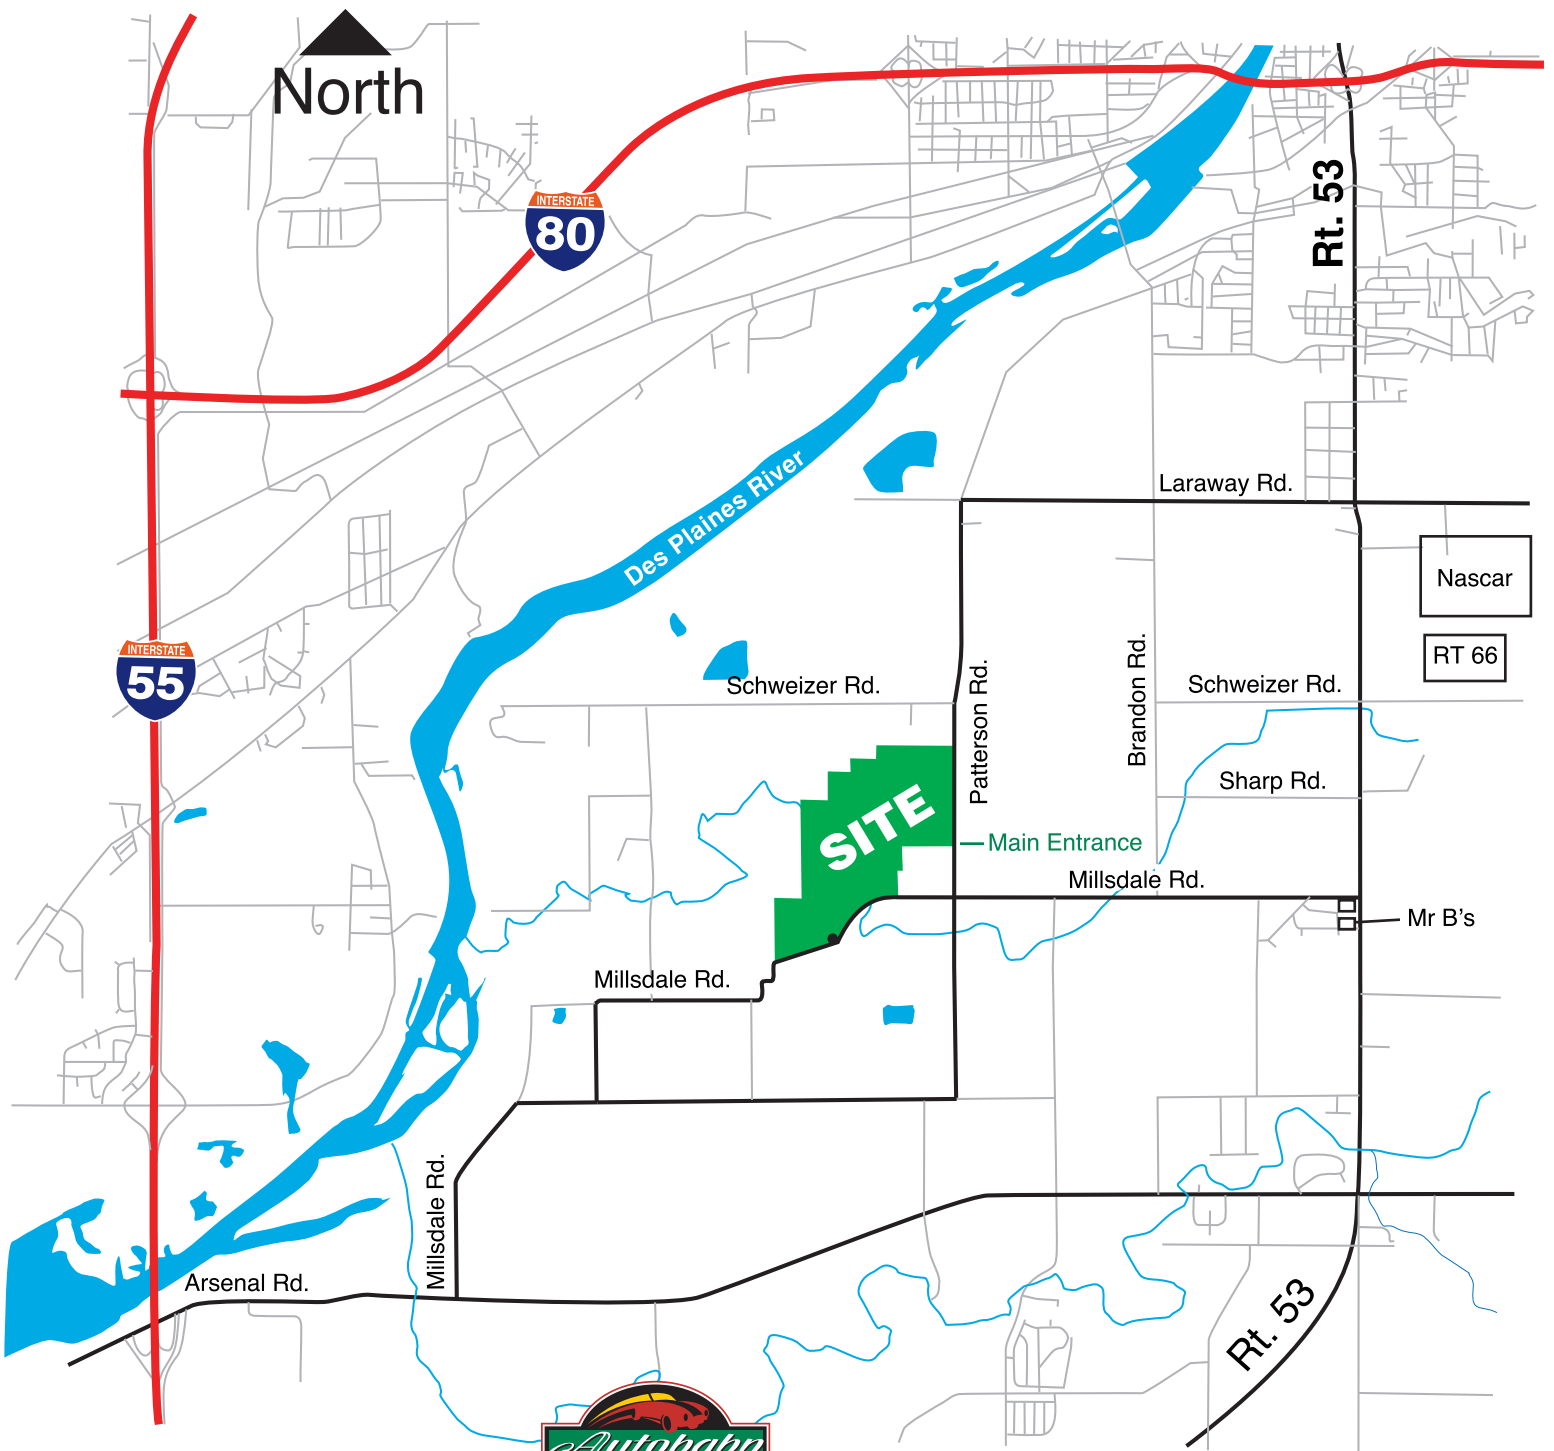 North
INTERSTATE
80
Rt. 53
Des Plaines River
Laraway Rd.
Nascar
RT 66
INTERSTATE
55
Schweizer Rd.
Patterson Rd.
Brandon Rd.
Schweizer Rd.
Sharp Rd.
SITE
Main Entrance
Millsdale Rd.
Mr B's
Millsdale Rd.
Millsdale Rd.
Arsenal Rd.
Rt. 53
Autobahn